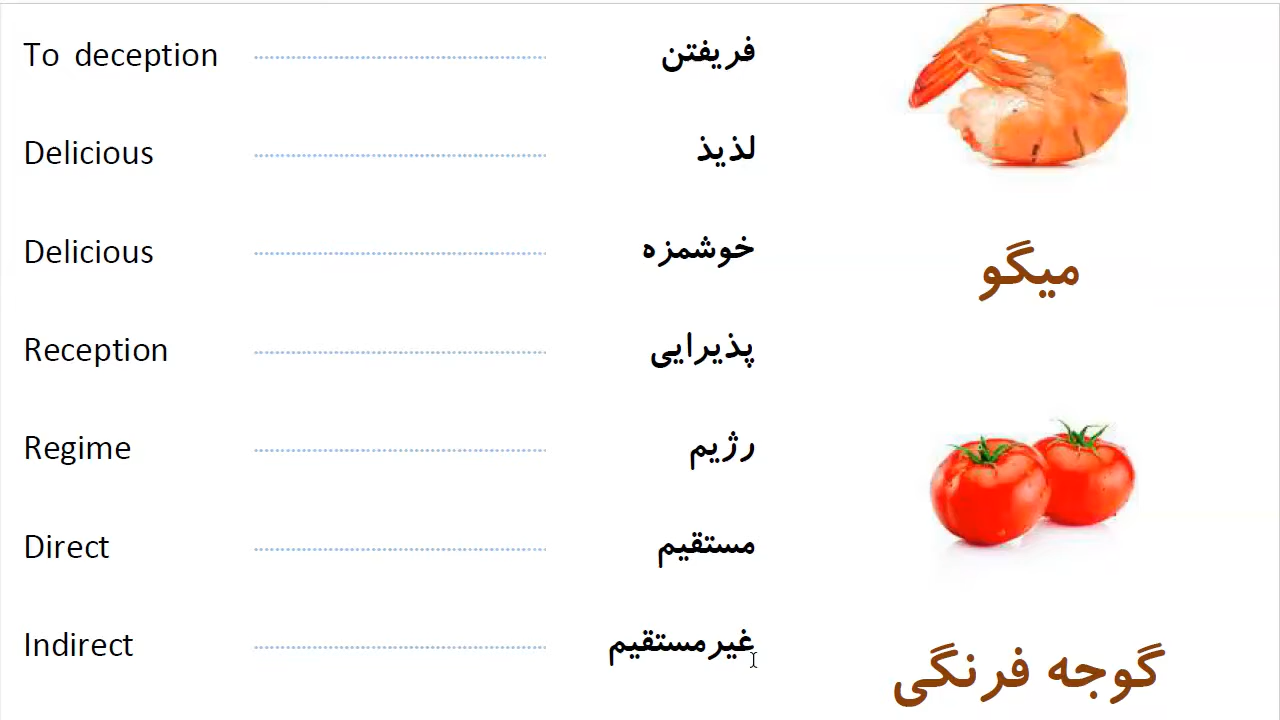 To deception فریفتن
Delicious لذیذ
Delicious خوشمزه
میگو
Reception پذیرایی
Regime رژیم
Direct مستقیم
Indirect غیرمستقیم
گوجه فرنگی